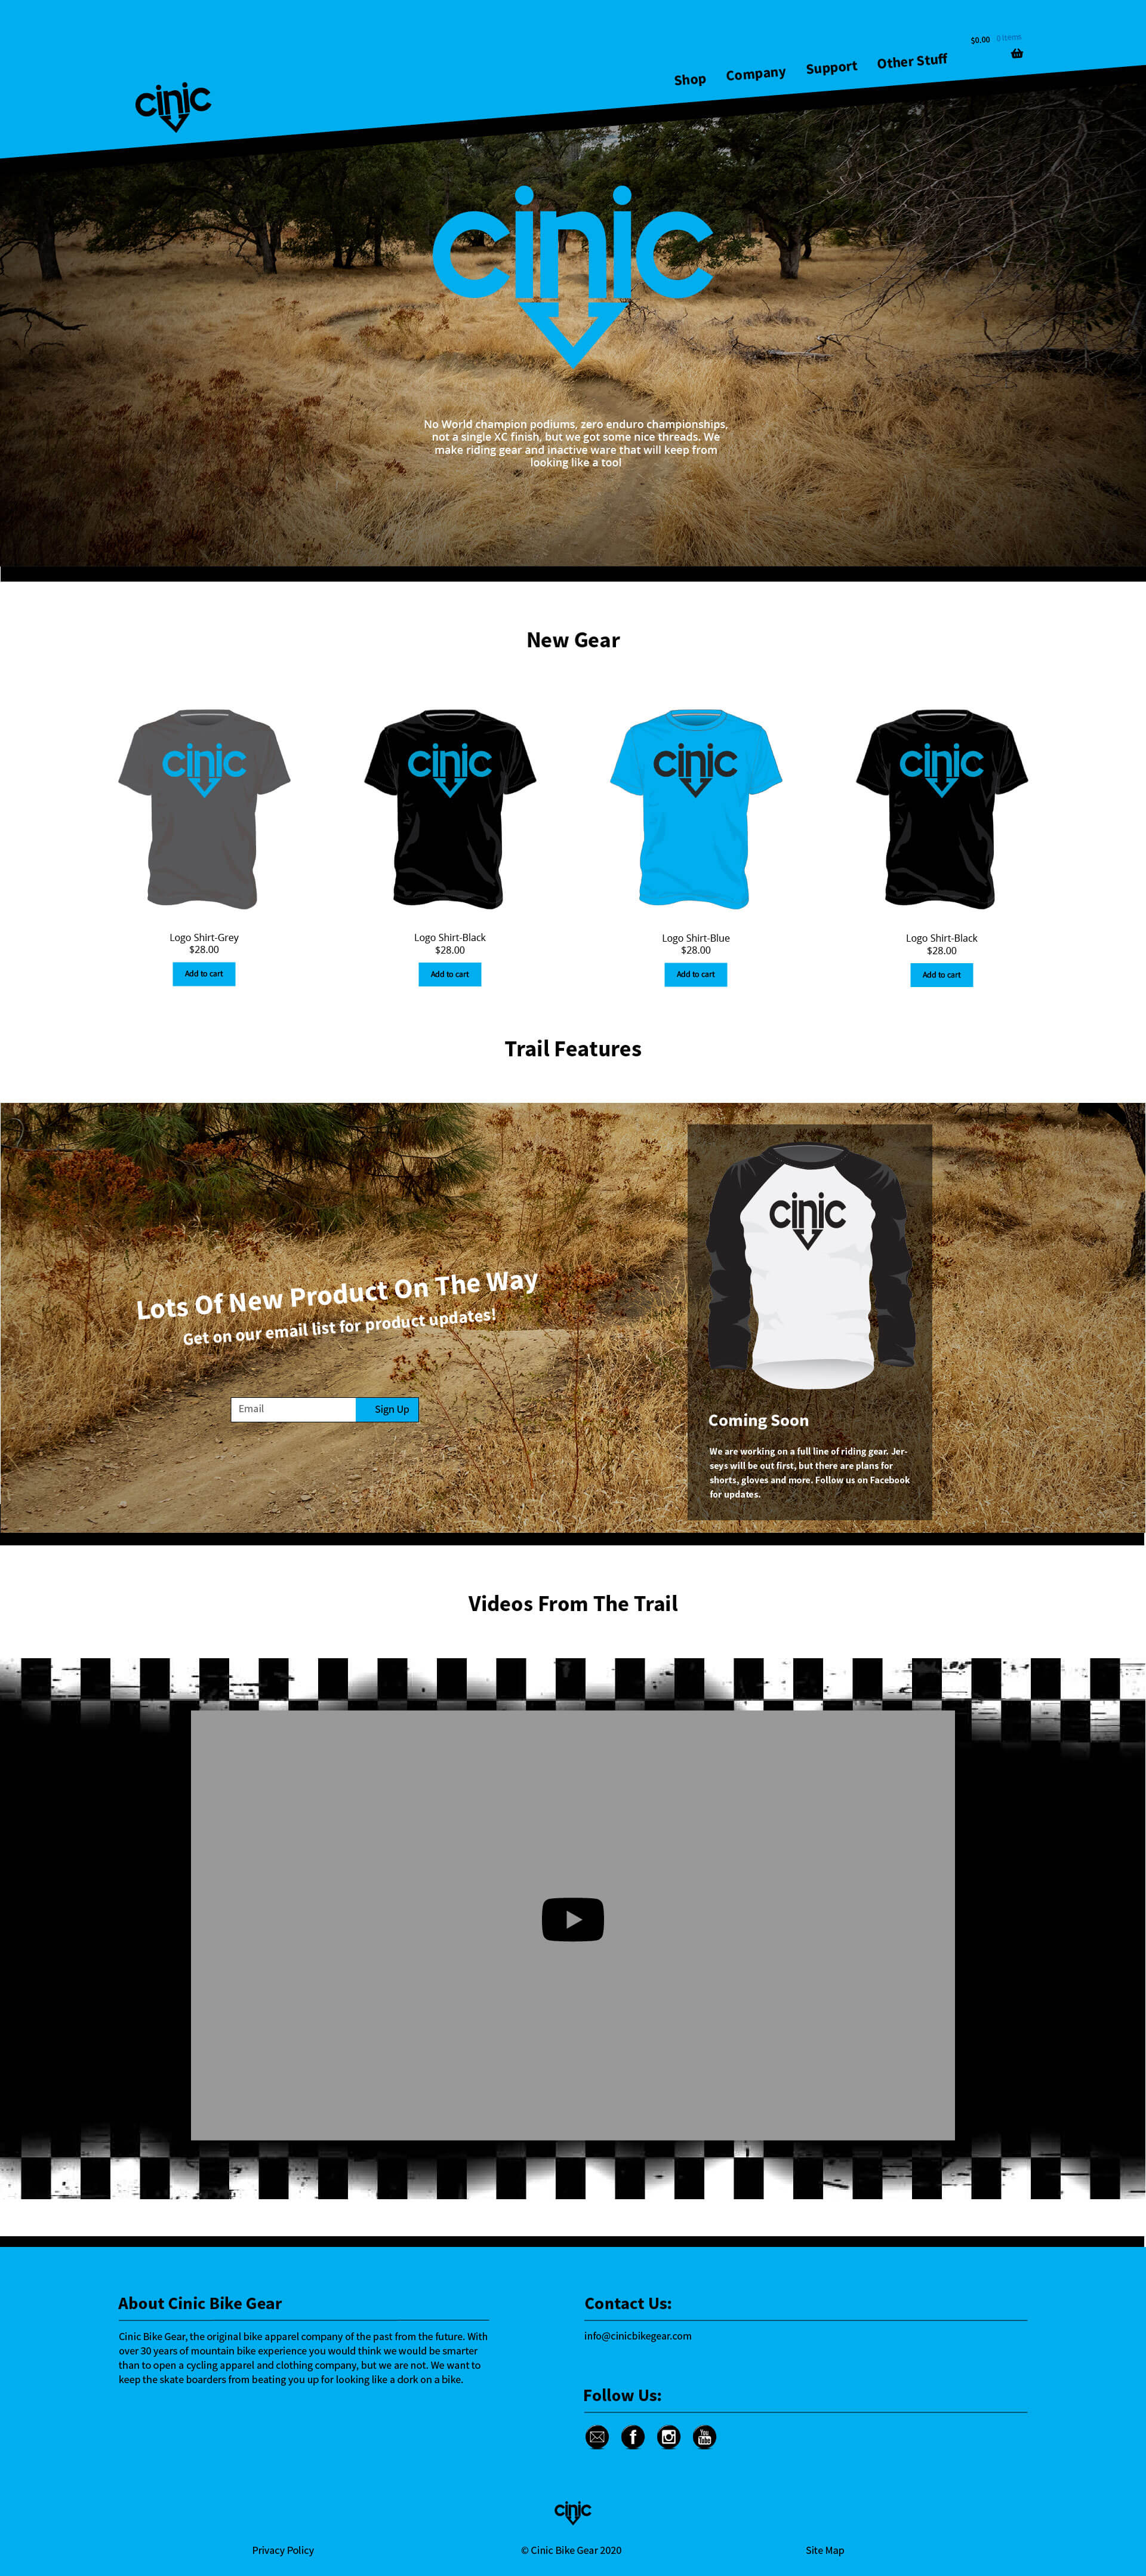 $0.00 0 items
Shop Company Support Other Stuff
cinic
cinic
No World champion podiums, zero enduro championships,
not a single XC finish, but we got some nice threads. We
make riding gear and inactive ware that will keep from
looking like a tool
New Gear
cinic cinic cinic cinic
Logo Shirt-Grey
$28.00
Add to cart
Logo Shirt-Black
$28.00
Add to cart
Logo Shirt-Blue
$28.00
Add to cart
Logo Shirt-Black
$28.00
Add to cart
Trail Features
Lots Of New Product On The Way
Get on our email list for product updates!
Email Sign Up
cinic
Coming Soon
We are working on a full line of riding gear. Jer-
seys will be out first, but there are plans for
shorts, gloves and more. Follow us on Facebook
for updates.
Videos From The Trail
About Cinic Bike Gear
Cinic Bike Gear, the original bike apparel company of the past from the future. With
over 30 years of mountain bike experience you would think we would be smarter
than to open a cycling apparel and clothing company, but we are not. We want to
keep the skate boarders from beating you up for looking like a dork on a bike.
Contact Us:
info@cinicbikegear.com
Follow Us:
f You Tube
cinic
Privacy Policy © Cinic Bike Gear 2020 Site Map